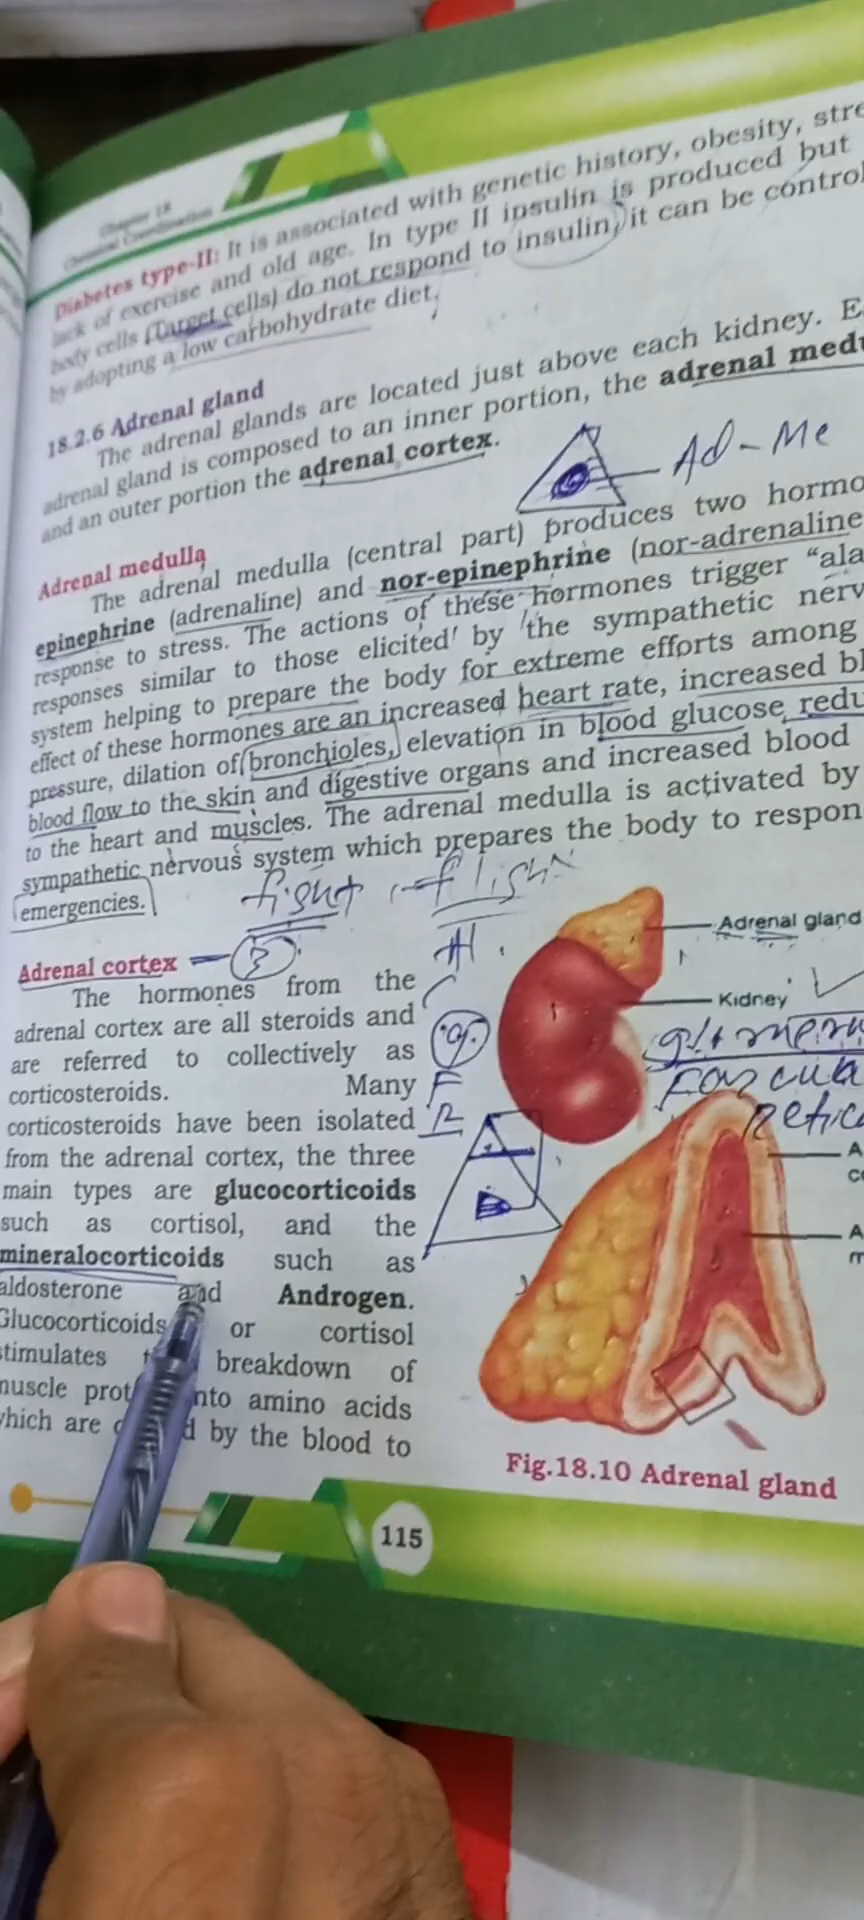 Chapter 18
Chemical Coordination
Diabetes type-II: It is associated with genetic history, obesity, stre
lack of exercise and old age. In type II insulin is produced but
body cells (Target cells) do not respond to insulin, it can be control
by adopting a low carbohydrate diet.
18.2.6 Adrenal gland
The adrenal glands are located just above each kidney. E
adrenal gland is composed to an inner portion, the adrenal medu
and an outer portion the adrenal cortex.
Ad-Me
Adrenal medulla
The adrenal medulla (central part) produces two hormo
epinephrine (adrenaline) and nor-epinephrine (nor-adrenaline
response to stress. The actions of these hormones trigger "ala
responses similar to those elicited by the sympathetic nerv
system helping to prepare the body for extreme efforts among
effect of these hormones are an increased heart rate, increased bl
pressure, dilation of bronchioles, elevation in blood glucose redu
blood flow to the skin and digestive organs and increased blood
to the heart and muscles. The adrenal medulla is activated by
sympathetic nervous system which prepares the body to respon
emergencies.
fight flight
Adrenal cortex 3
The hormones from the
adrenal cortex are all steroids and
are referred to collectively as
corticosteroids. Many
corticosteroids have been isolated
from the adrenal cortex, the three
main types are glucocorticoids
such as cortisol, and the
mineralocorticoids such as
aldosterone and Androgen.
Glucocorticoids or cortisol
stimulates breakdown of
muscle prot into amino acids
which are d by the blood to
G
F
R
Adrenal gland
Kidney
glomeru
Fascicula
Retic
A
c
A
m
Fig.18.10 Adrenal gland
115